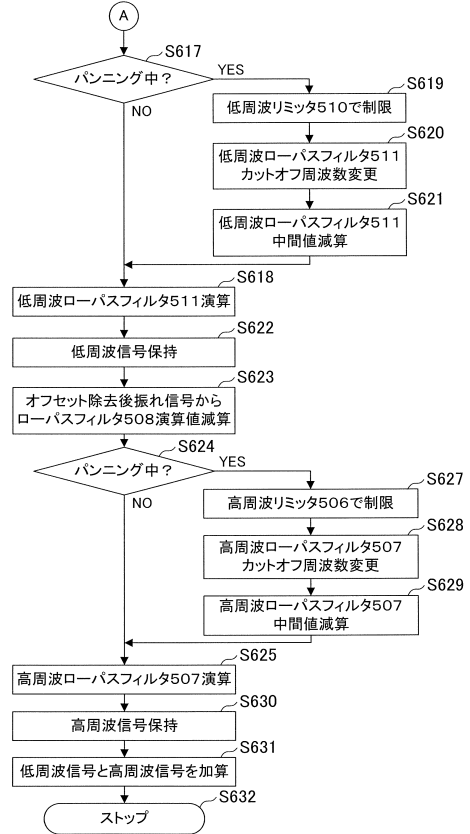 A
S617
パンニング中？
YES
NO
S619
低周波リミッタ510で制限
S620
低周波ローパスフィルタ511
カットオフ周波数変更
S621
低周波ローパスフィルタ511
中間値減算
S618
低周波ローパスフィルタ511演算
S622
低周波信号保持
S623
オフセット除去後振れ信号から
ローパスフィルタ508演算値減算
S624
パンニング中？
YES
NO
S627
高周波リミッタ506で制限
S628
高周波ローパスフィルタ507
カットオフ周波数変更
S629
高周波ローパスフィルタ507
中間値減算
S625
高周波ローパスフィルタ507演算
S630
高周波信号保持
S631
低周波信号と高周波信号を加算
S632
ストップ